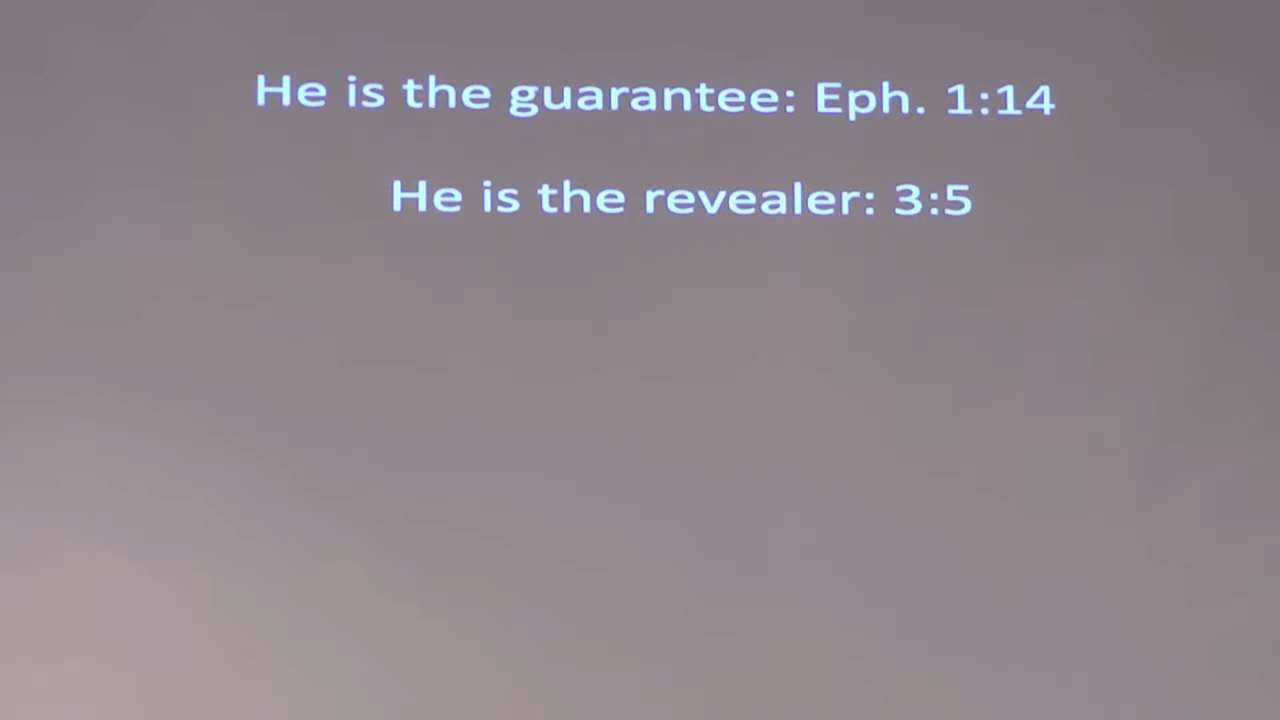 He is the guarantee: Eph. 1:14
He is the revealer: 3:5